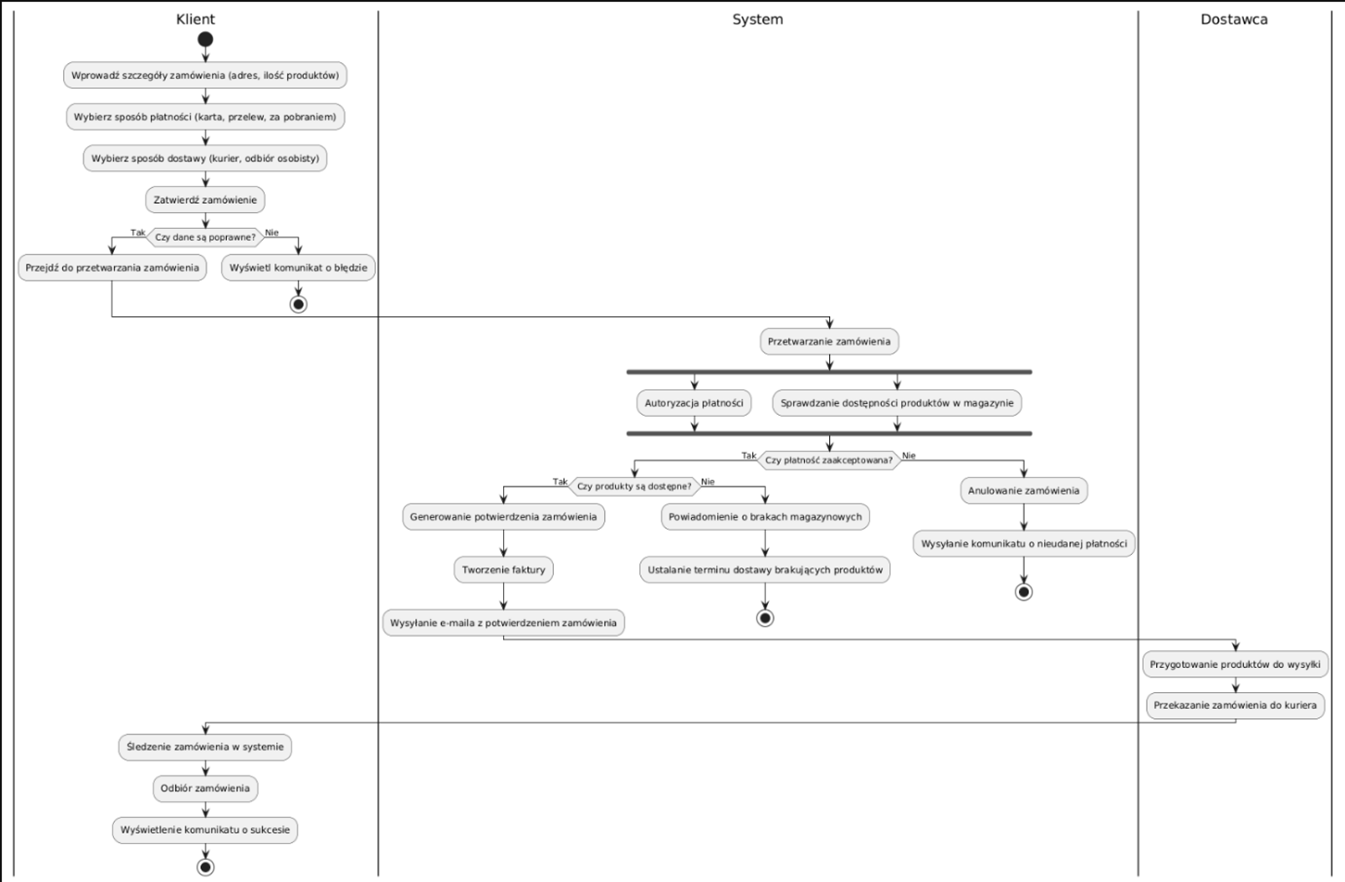 Klient
System
Dostawca
Wprowadź szczegóły zamówienia (adres, ilość produktów)
Wybierz sposób płatności (karta, przelew, za pobraniem)
Wybierz sposób dostawy (kurier, odbiór osobisty)
Zatwierdź zamówienie
Tak
Czy dane są poprawne?
Nie
Przejdź do przetwarzania zamówienia
Wyświetl komunikat o błędzie
Przetwarzanie zamówienia
Autoryzacja płatności
Sprawdzanie dostępności produktów w magazynie
Tak
Czy płatność zaakceptowana?
Nie
Tak
Czy produkty są dostępne?
Nie
Anulowanie zamówienia
Generowanie potwierdzenia zamówienia
Powiadomienie o brakach magazynowych
Wysyłanie komunikatu o nieudanej płatności
Tworzenie faktury
Ustalanie terminu dostawy brakujących produktów
Wysyłanie e-maila z potwierdzeniem zamówienia
Przygotowanie produktów do wysyłki
Przekazanie zamówienia do kuriera
Śledzenie zamówienia w systemie
Odbiór zamówienia
Wyświetlenie komunikatu o sukcesie